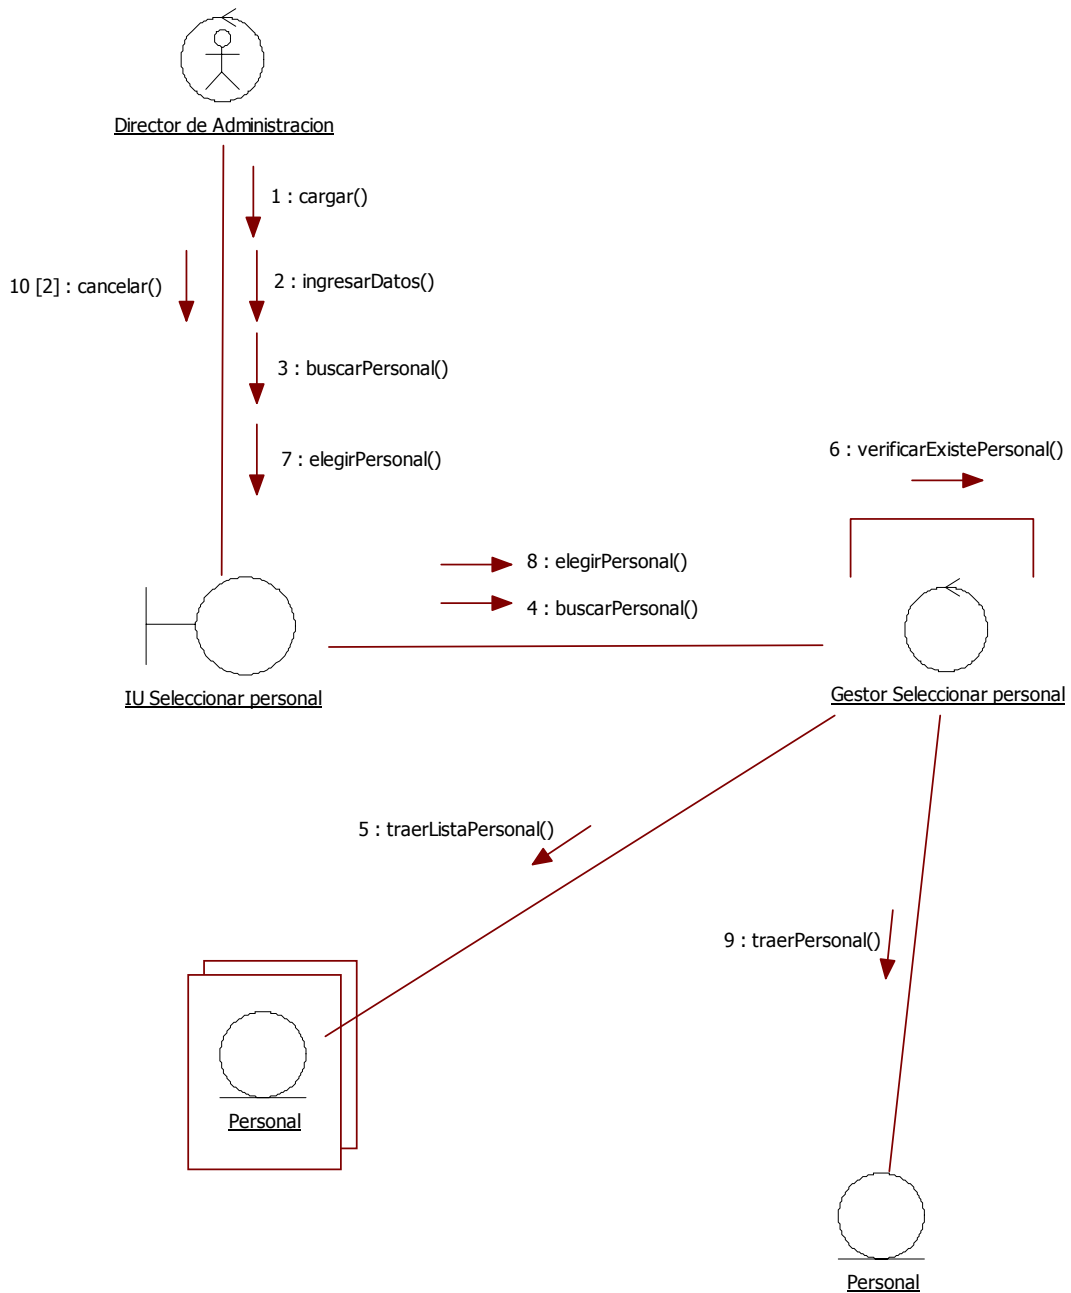 Director de Administracion
1 : cargar()
10 [2] : cancelar()
2 : ingresarDatos()
3 : buscarPersonal()
7 : elegirPersonal()
6 : verificarExistePersonal()
8 : elegirPersonal()
4 : buscarPersonal()
IU Seleccionar personal
Gestor Seleccionar personal
5 : traerListaPersonal()
9 : traerPersonal()
Personal
Personal